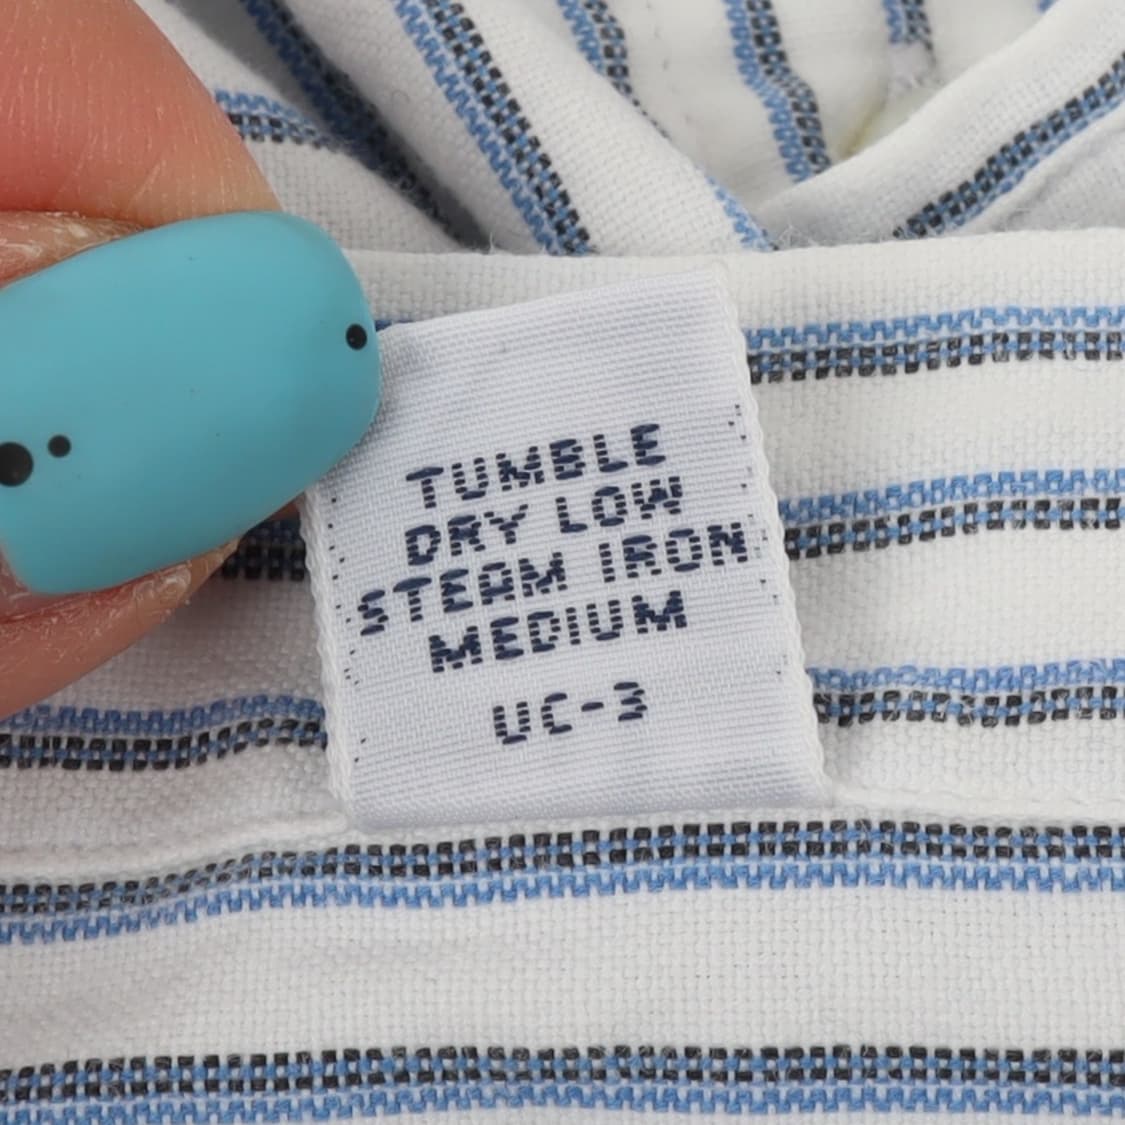 TUMBLE
DRY LOW
STEAM IRON
MEDIUM
UC-3